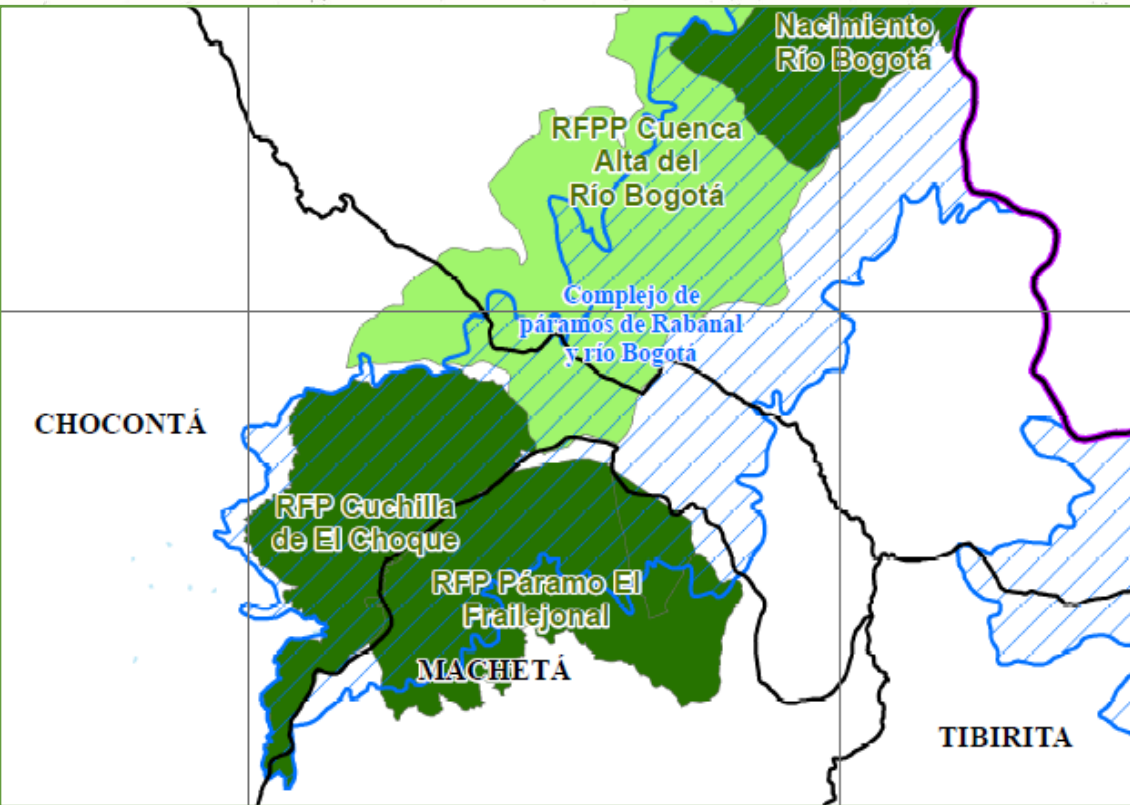 Nacimiento
Río Bogotá
RFPP Cuenca
Alta del
Río Bogotá
Complejo de
páramos de Rabanal
y río Bogotá
CHOCONTÁ
RFP Cuchilla
de El Choque
RFP Páramo El
Frailejonal
MACHETÁ
TIBIRITA